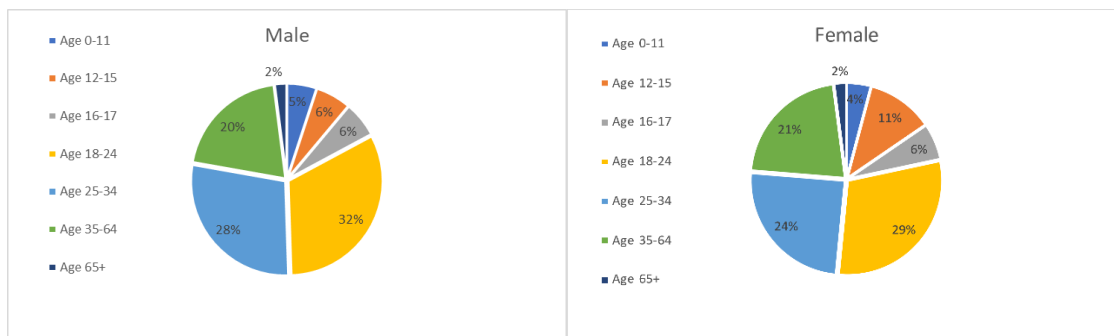 Male
Age 0-11
Age 12-15
Age 16-17
Age 18-24
Age 25-34
Age 35-64
Age 65+
2%
5%
6%
6%
20%
32%
28%
Female
Age 0-11
Age 12-15
Age 16-17
Age 18-24
Age 25-34
Age 35-64
Age 65+
2%
4%
11%
6%
21%
29%
24%